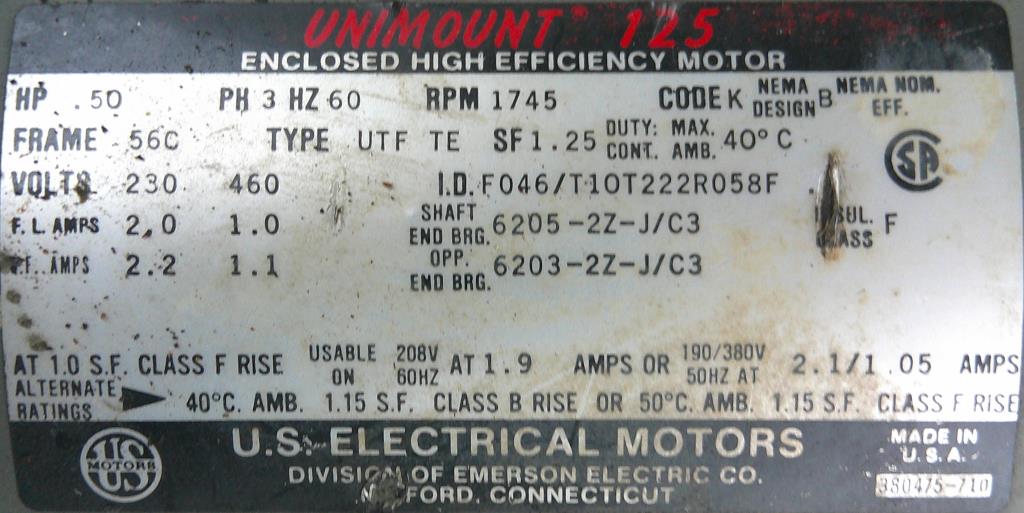 UNIMOUNT® 125
ENCLOSED HIGH EFFICIENCY MOTOR
HP .50 PH 3 HZ 60 RPM 1745 CODE K NEMA DESIGN B NEMA NOM. EFF.
FRAME 56C TYPE UTF TE SF 1.25 DUTY: CONT. MAX. AMB. 40° C
VOLTS 230 460 I.D. F046/T10T222R058F
SA
F.L. AMPS 2.0 1.0 SHAFT END BRG. 6205-2Z-J/C3 F
AMPS 2.2 1.1 OPP. END BRG. 6203-2Z-J/C3
AT 1.0 S.F. CLASS F RISE USABLE ON 208V 60HZ AT 1.9 AMPS OR 190/380V 50HZ AT 2.1/1.05 AMPS
ALTERNATE RATINGS 40°C. AMB. 1.15 S.F. CLASS B RISE OR 50°C. AMB. 1.15 S.F. CLASS F RISE
US MOTORS
U.S. ELECTRICAL MOTORS
DIVISION OF EMERSON ELECTRIC CO.
CONNECTICUT
MADE IN
U.S.A.
380475-710